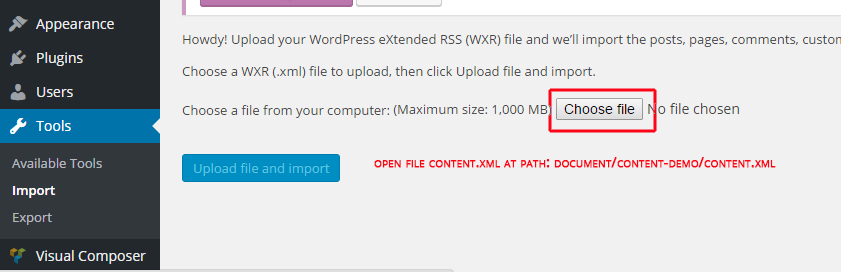 Appearance
Plugins
Users
Tools
Available Tools
Import
Export
Visual Composer
Howdy! Upload your WordPress eXtended RSS (WXR) file and we'll import the posts, pages, comments, custom
Choose a WXR (.xml) file to upload, then click Upload file and import.
Choose a file from your computer: (Maximum size: 1,000 MB) Choose file No file chosen
Upload file and import
OPEN FILE CONTENT.XML AT PATH: DOCUMENT/CONTENT-DEMO/CONTENT.XML